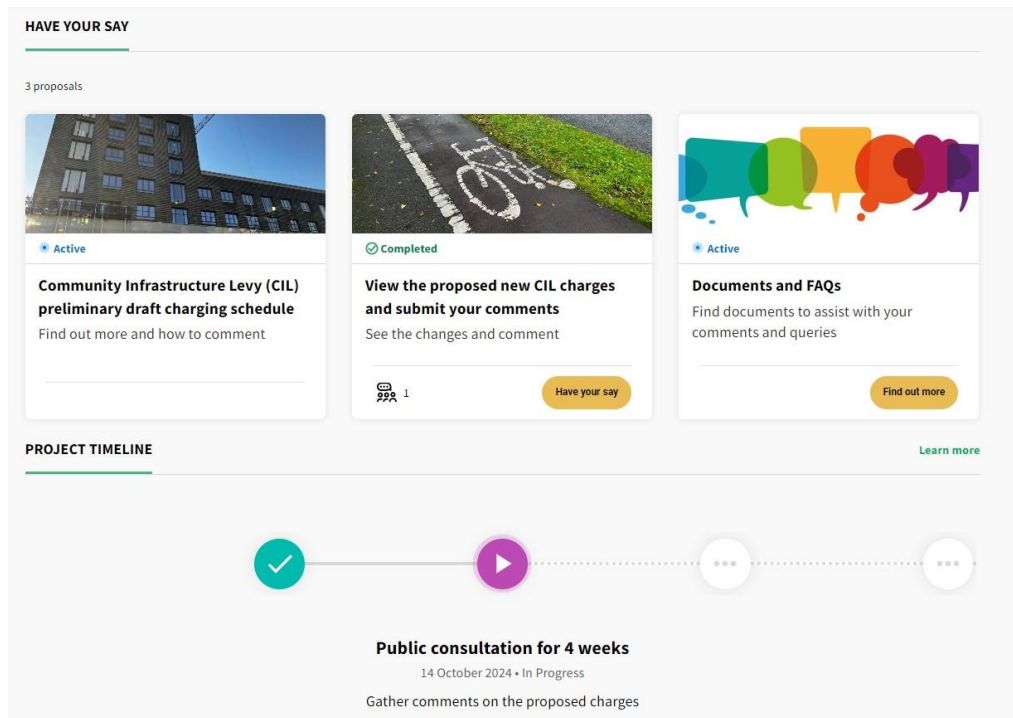 HAVE YOUR SAY
3 proposals
Active
Community Infrastructure Levy (CIL)
preliminary draft charging schedule
Find out more and how to comment
Completed
View the proposed new CIL charges
and submit your comments
See the changes and comment
1
Have your say
Active
Documents and FAQs
Find documents to assist with your
comments and queries
Find out more
PROJECT TIMELINE
Learn more
Public consultation for 4 weeks
14 October 2024 • In Progress
Gather comments on the proposed charges